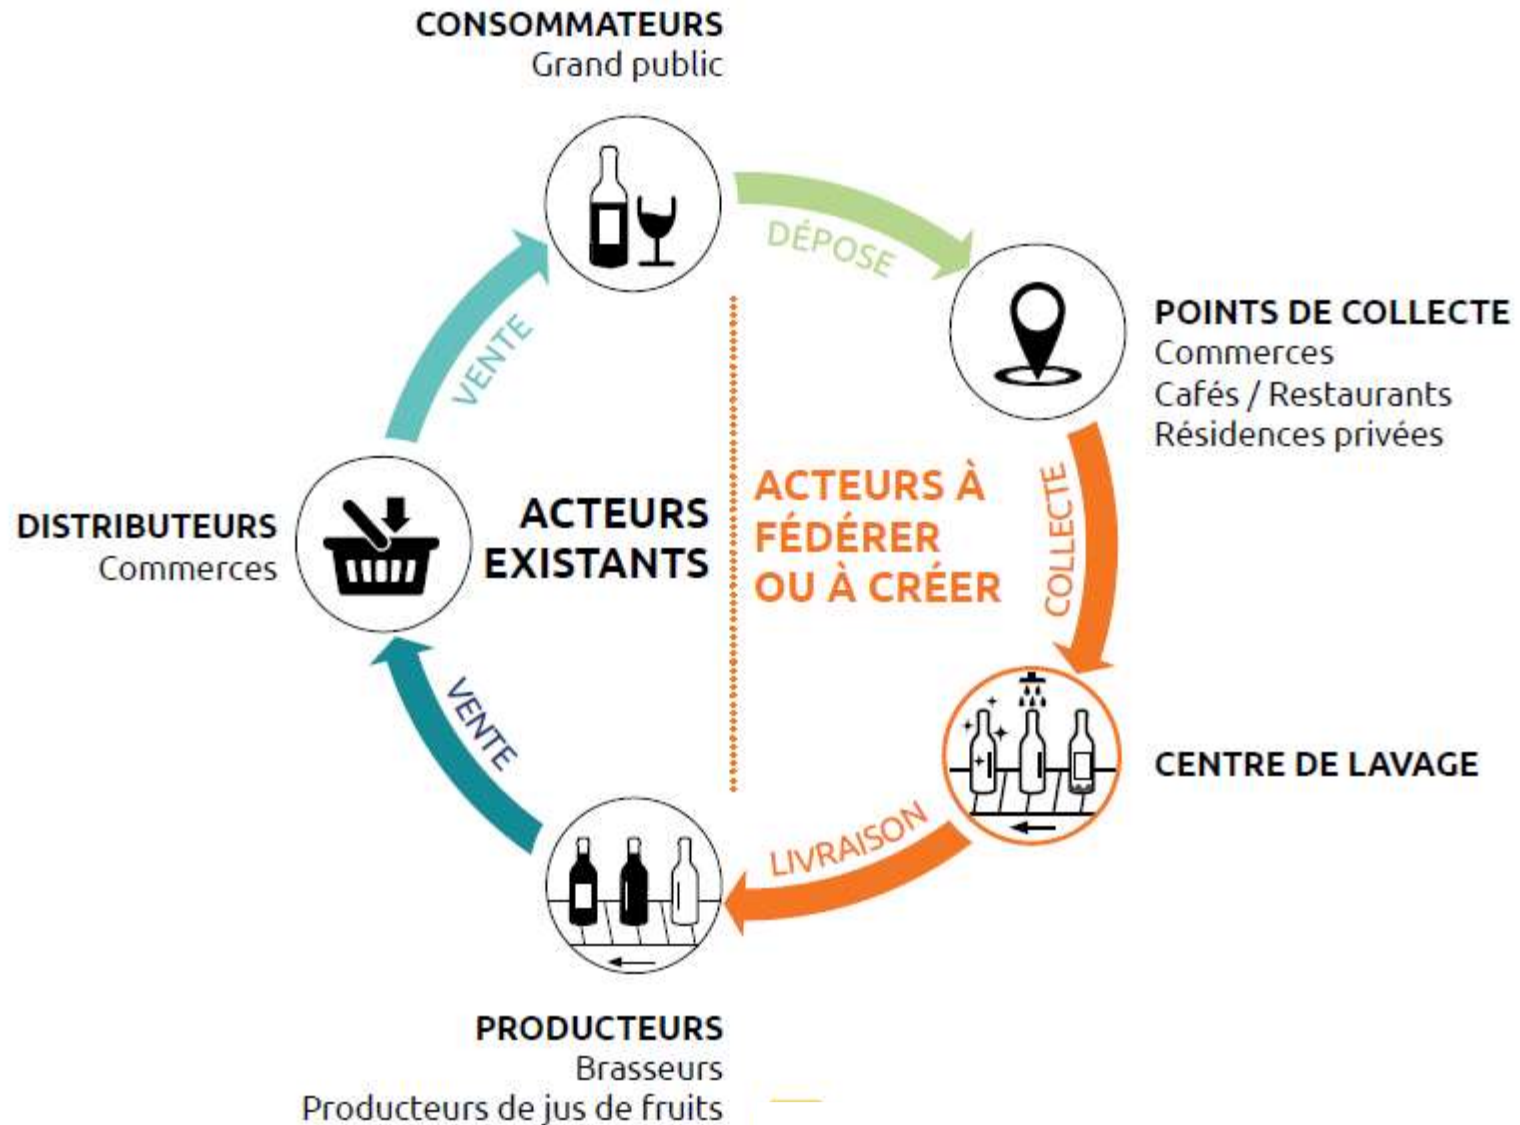 CONSOMMATEURS
Grand public
DÉPOSE
POINTS DE COLLECTE
Commerces
Cafés / Restaurants
Résidences privées
VENTE
ACTEURS À
FÉDÉRER
OU À CRÉER
COLLECTE
ACTEURS
EXISTANTS
DISTRIBUTEURS
Commerces
VENTE
CENTRE DE LAVAGE
LIVRAISON
PRODUCTEURS
Brasseurs
Producteurs de jus de fruits